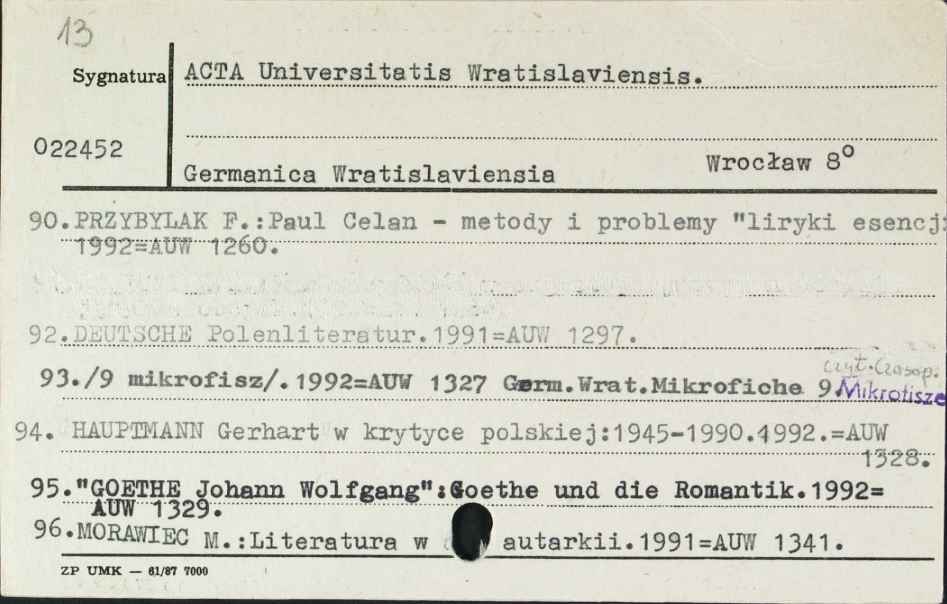 13
Sygnatura ACTA Universitatis Wratislaviensis.
022452
Germanica Wratislaviensia Wrocław 8º
90.PRZYBYLAK F.:Paul Celan - metody i problemy "liryki esencj
1992=AUW 1260.
92.DEUTSCHE Polenliteratur.1991=AUW 1297.
czyt.Czasop.
93./9 mikrofisz/.1992=AUW 1327 Germ.Wrat.Mikrofiche 9.Mikrofisze
94. HAUPTMANN Gerhart w krytyce polskiej:1945-1990.1992.=AUW
1328.
95."GOETHE Johann Wolfgang":Goethe und die Romantik.1992=
AUW 1329.
96.MORAWIEC M.:Literatura w autarkii.1991=AUW 1341.
ZP UMK — 61/87 7000